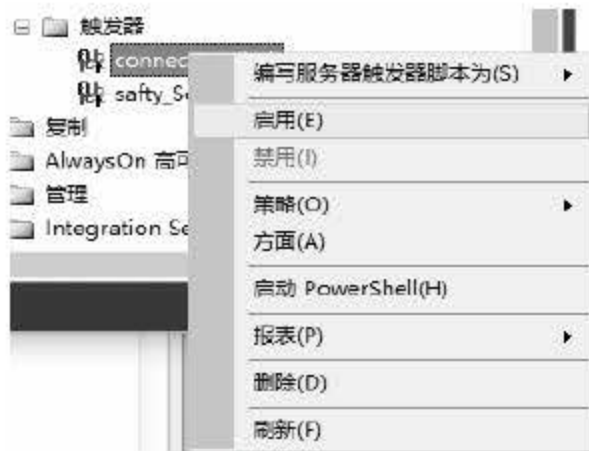 触发器
connec
safty_S
复制
AlwaysOn 高可
管理
Integration Se
编写服务器触发器脚本为(S)
启用(E)
禁用(I)
策略(O)
方面(A)
启动 PowerShell(H)
报表(P)
删除(D)
刷新(F)